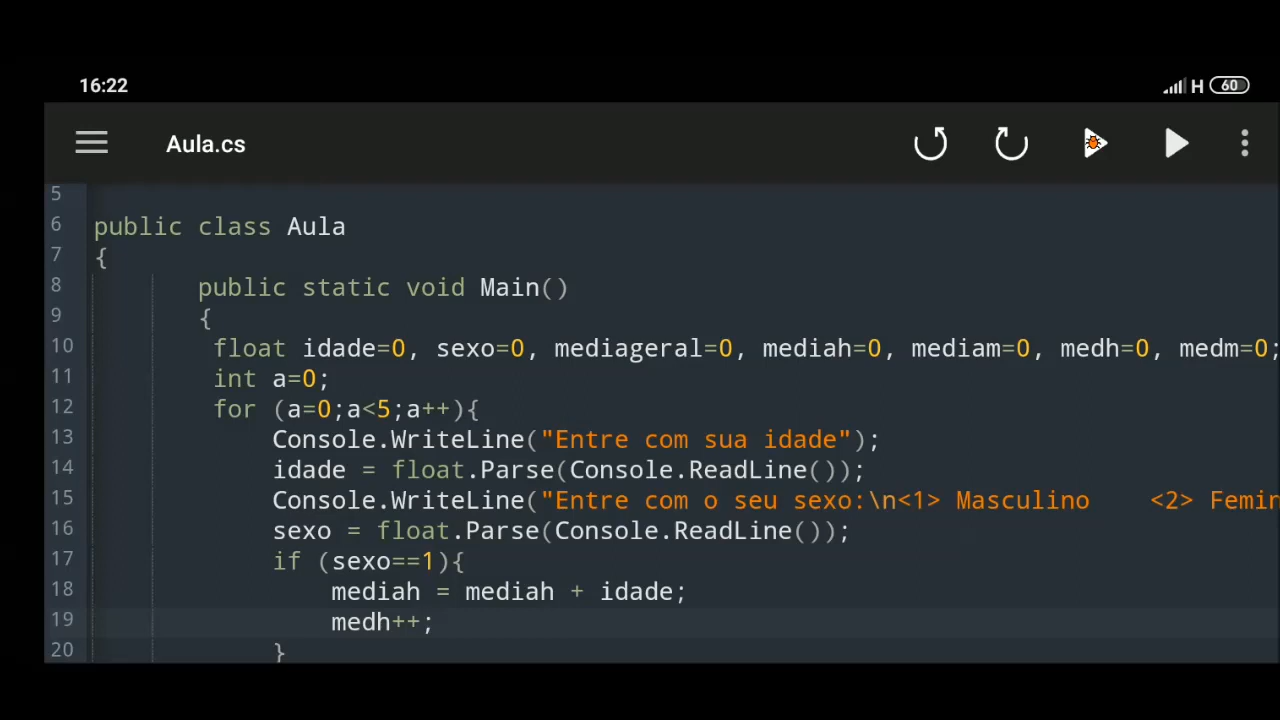 16:22 H 60
Aula.cs
5
6 public class Aula
7 {
8 public static void Main()
9 {
10 float idade=0, sexo=0, mediageral=0, mediah=0, mediam=0, medh=0, medm=0;
11 int a=0;
12 for (a=0;a<5;a++){
13 Console.WriteLine("Entre com sua idade");
14 idade = float.Parse(Console.ReadLine());
15 Console.WriteLine("Entre com o seu sexo:\n<1> Masculino    <2> Femin
16 sexo = float.Parse(Console.ReadLine());
17 if (sexo==1){
18 mediah = mediah + idade;
19 medh++;
20 }